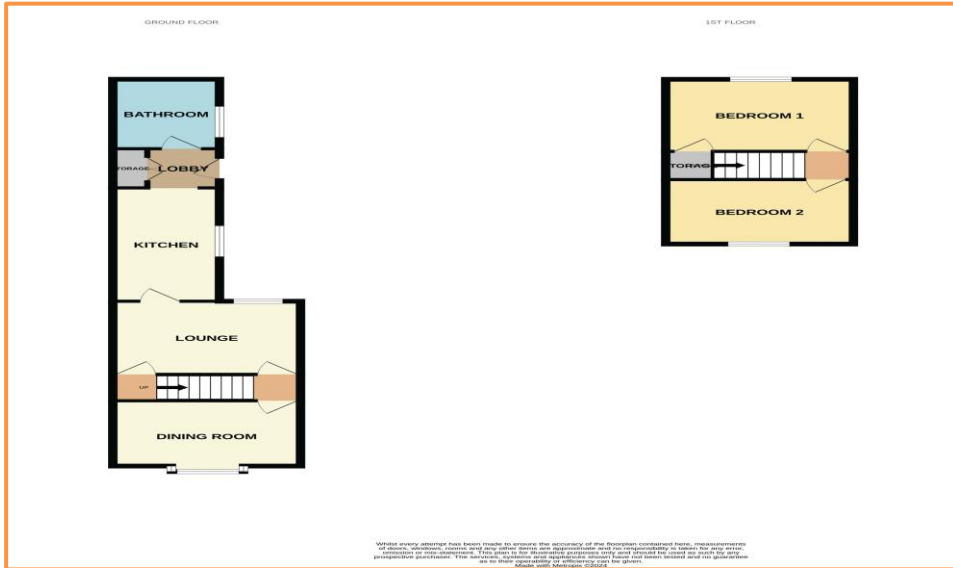 GROUND FLOOR
BATHROOM
TORAGE
LOBBY
KITCHEN
LOUNGE
UP
DINING ROOM
1ST FLOOR
BEDROOM 1
TORAG
BEDROOM 2
Whilst every attempt has been made to ensure the accuracy of the floorplan contained here, measurements
of doors, windows, rooms and any other items are approximate and no responsibility is taken for any error,
omission or mis-statement. This plan is for illustrative purposes only and should be used as such by any
prospective purchaser. The services, systems and appliances shown have not been tested and no guarantee
as to their operability or efficiency can be given.
Made with Metropix ©2024